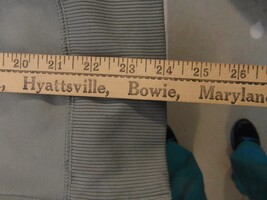 20 21 22 23 24 25 26
, Hyattsville, Bowie, Marylan